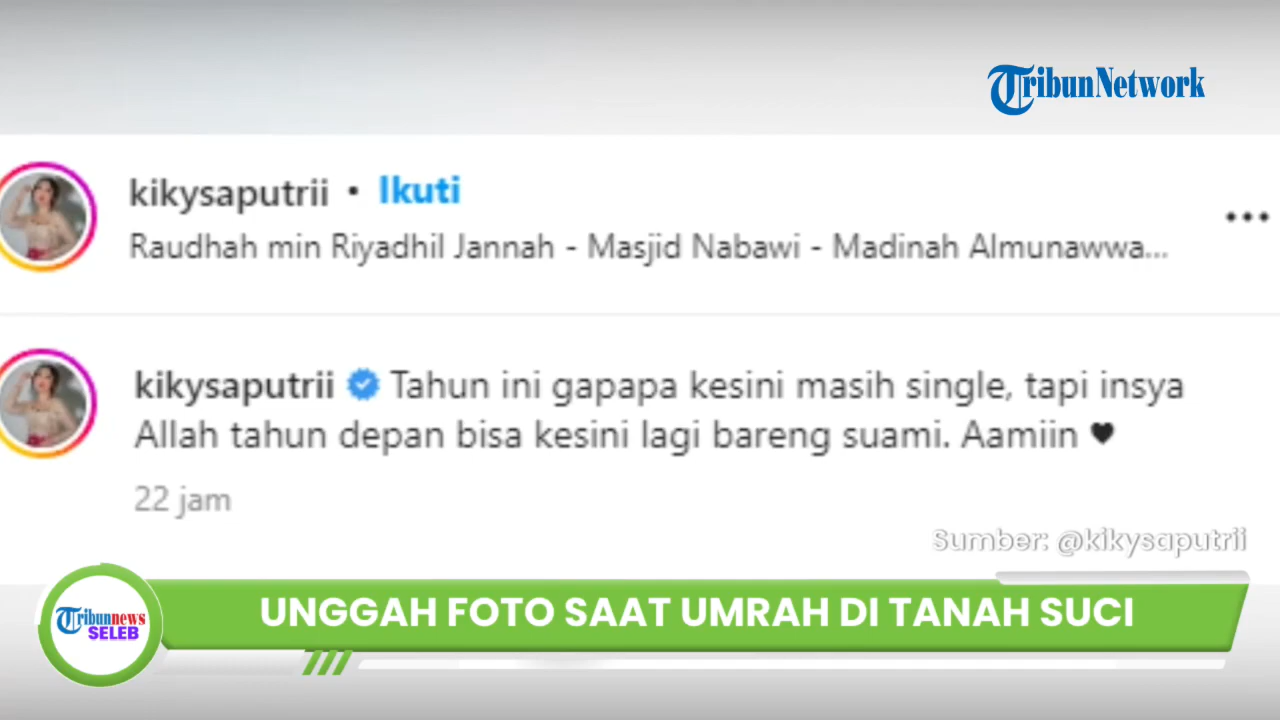 TribunNetwork
kikysaputrii • Ikuti
Raudhah min Riyadhil Jannah - Masjid Nabawi - Madinah Almunawwa...
kikysaputrii Tahun ini gapapa kesini masih single, tapi insya
Allah tahun depan bisa kesini lagi bareng suami. Aamiin ♥
22 jam
Sumber: @kikysaputrii
UNGGAH FOTO SAAT UMRAH DI TANAH SUCI
Tribunnews
SELEB